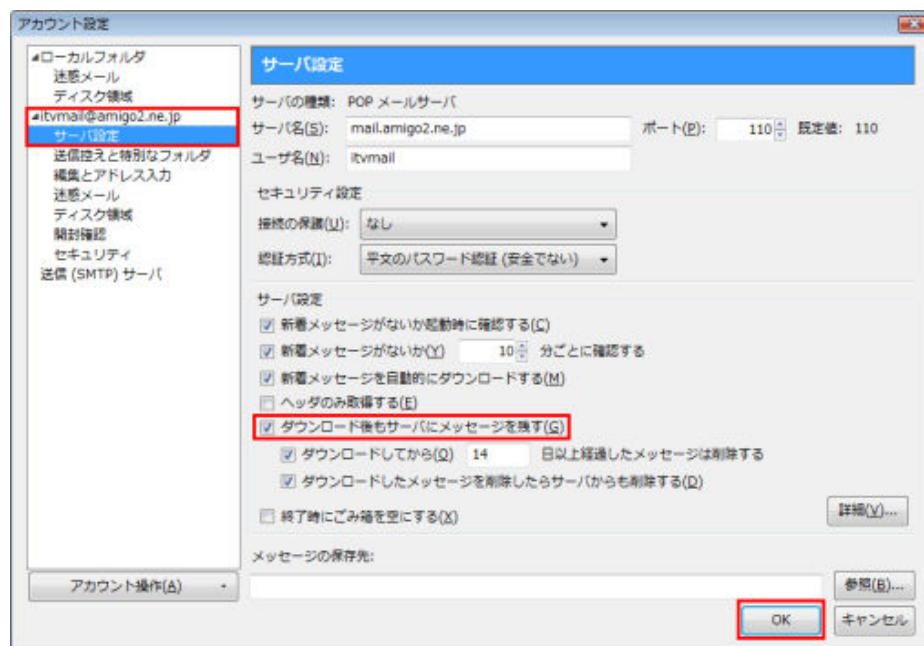 アカウント設定
ローカルフォルダ
迷惑メール
ディスク領域
itvmail@amigo2.ne.jp
サーバ設定
送信控えと特別なフォルダ
編集とアドレス入力
迷惑メール
ディスク領域
開封確認
セキュリティ
送信 (SMTP) サーバ
アカウント操作(A)
サーバ設定
サーバの種類: POP メールサーバ
サーバ名(S): mail.amigo2.ne.jp ポート(P): 110 既定値: 110
ユーザ名(N): itvmail
セキュリティ設定
接続の保護(U): なし
認証方式(I): 平文のパスワード認証 (安全でない)
サーバ設定
新着メッセージがないか起動時に確認する(C)
新着メッセージがないか(Y) 10 分ごとに確認する
新着メッセージを自動的にダウンロードする(M)
ヘッダのみ取得する(E)
ダウンロード後もサーバにメッセージを残す(G)
ダウンロードしてから(O) 14 日以上経過したメッセージは削除する
ダウンロードしたメッセージを削除したらサーバからも削除する(D)
終了時にごみ箱を空にする(X)
詳細(V)...
メッセージの保存先:
参照(B)...
OK キャンセル